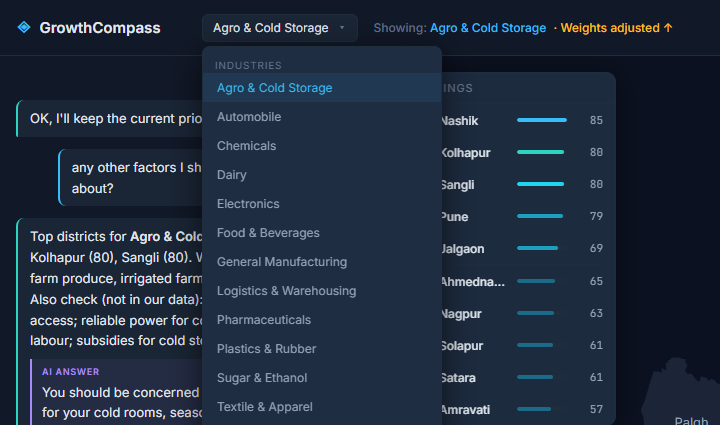 GrowthCompass
Agro & Cold Storage
Showing: Agro & Cold Storage · Weights adjusted ↑
INDUSTRIES
Agro & Cold Storage
Automobile
Chemicals
Dairy
Electronics
Food & Beverages
General Manufacturing
Logistics & Warehousing
Pharmaceuticals
Plastics & Rubber
Sugar & Ethanol
Textile & Apparel
OK, I'll keep the current prio
any other factors I sh
about?
Top districts for Agro & Cold
Kolhapur (80), Sangli (80). W
farm produce, irrigated farm
Also check (not in our data):
access; reliable power for co
labour; subsidies for cold sto
AI ANSWER
You should be concerned
for your cold rooms, seaso
INGS
Nashik 85
Kolhapur 80
Sangli 80
Pune 79
Jalgaon 69
Ahmedna... 65
Nagpur 63
Solapur 61
Satara 61
Amravati 57
Palgh